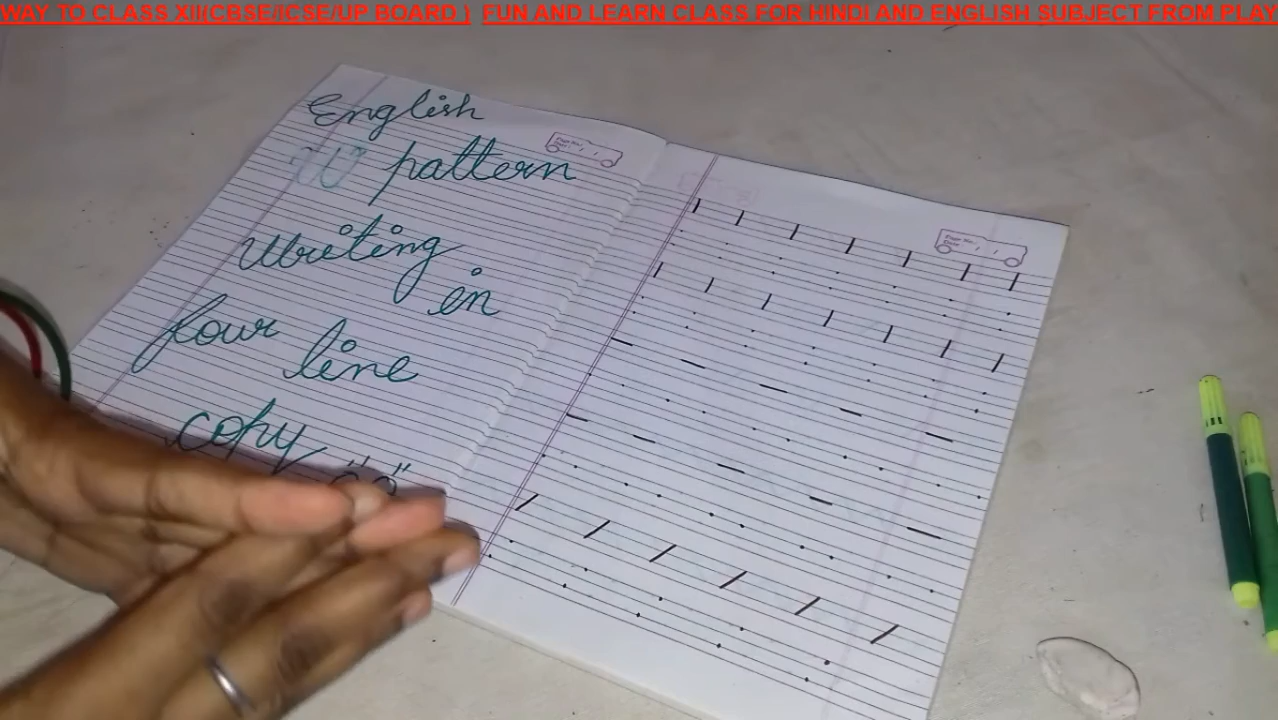 WAY TO CLASS XII(CBSE/ICSE/UP BOARD ) FUN AND LEARN CLASS FOR HINDI AND ENGLISH SUBJECT FROM PLAY
English
pattern
Writing
in
four line
copy